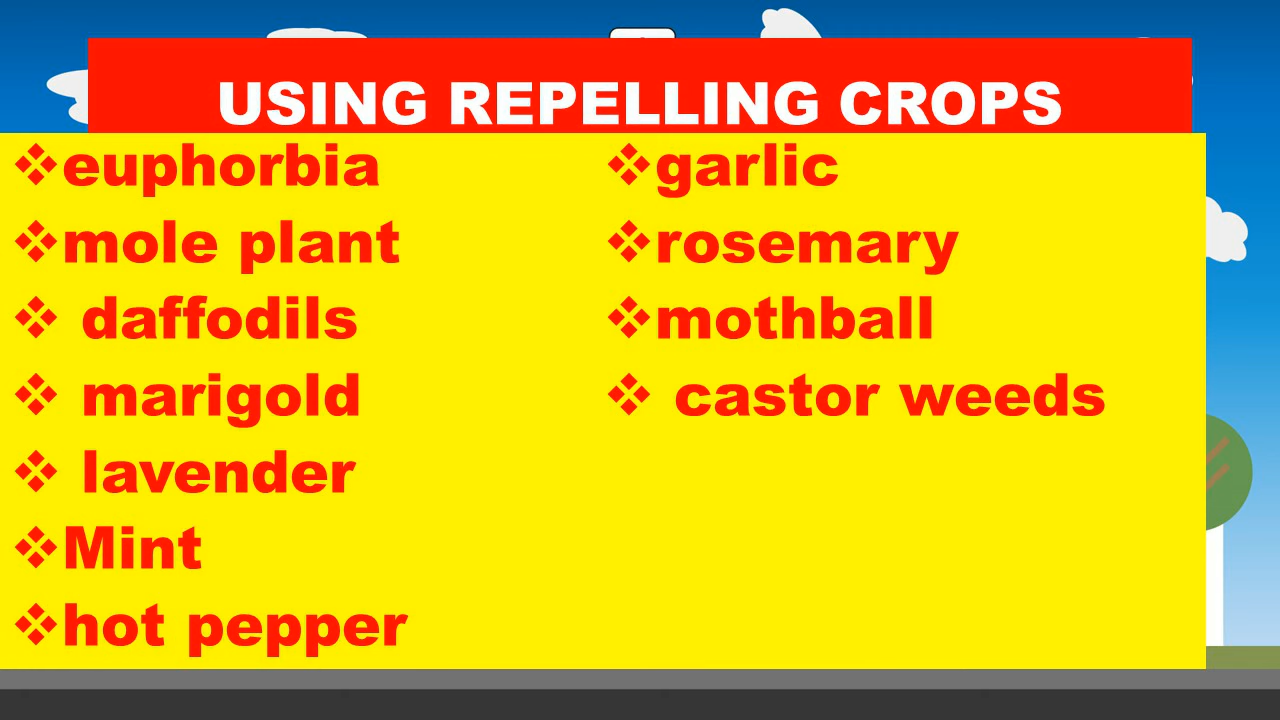 USING REPELLING CROPS
❖euphorbia
❖mole plant
❖ daffodils
❖ marigold
❖ lavender
❖Mint
❖hot pepper
❖garlic
❖rosemary
❖mothball
❖ castor weeds